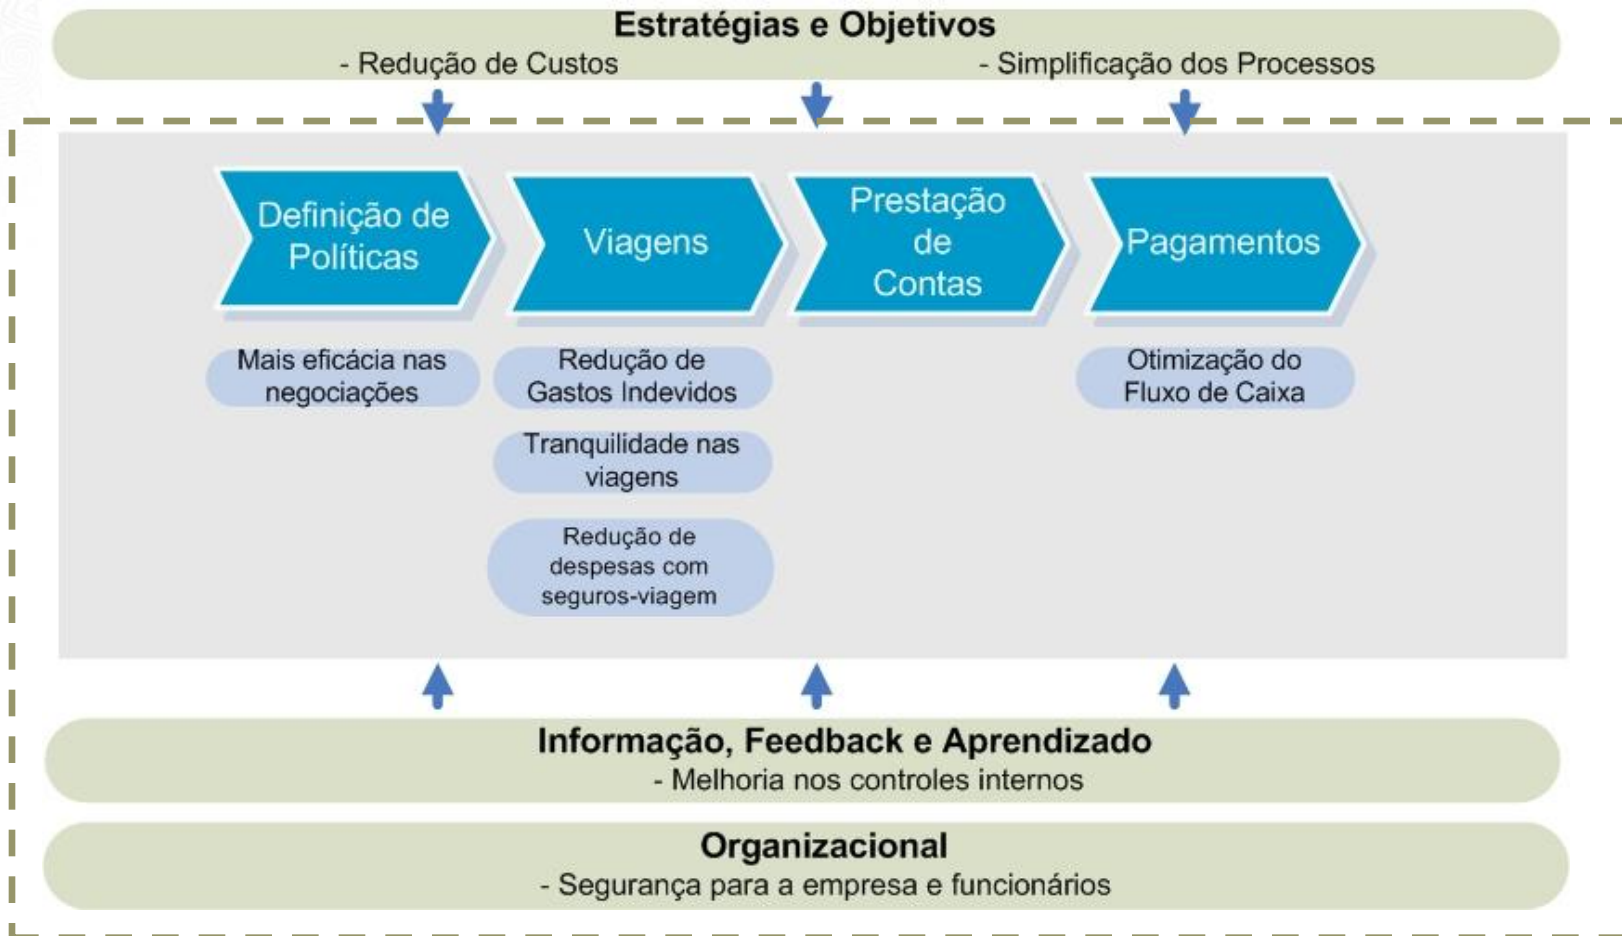 Estratégias e Objetivos
- Redução de Custos
- Simplificação dos Processos
Definição de
Políticas
Viagens
Prestação
de
Contas
Pagamentos
Mais eficácia nas
negociações
Redução de
Gastos Indevidos
Tranquilidade nas
viagens
Redução de
despesas com
seguros-viagem
Otimização do
Fluxo de Caixa
Informação, Feedback e Aprendizado
- Melhoria nos controles internos
Organizacional
- Segurança para a empresa e funcionários